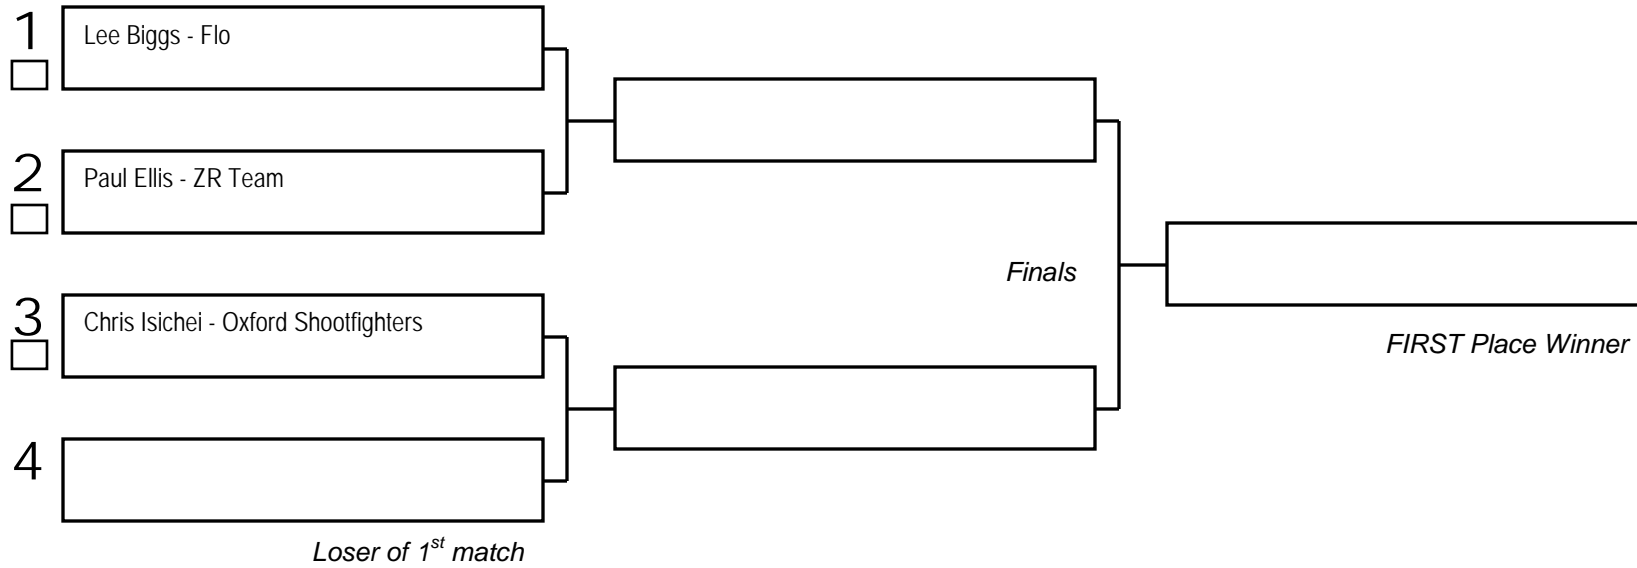 1
Lee Biggs - Flo
2
Paul Ellis - ZR Team
3
Chris Isichei - Oxford Shootfighters
4
Loser of 1st match
Finals
FIRST Place Winner